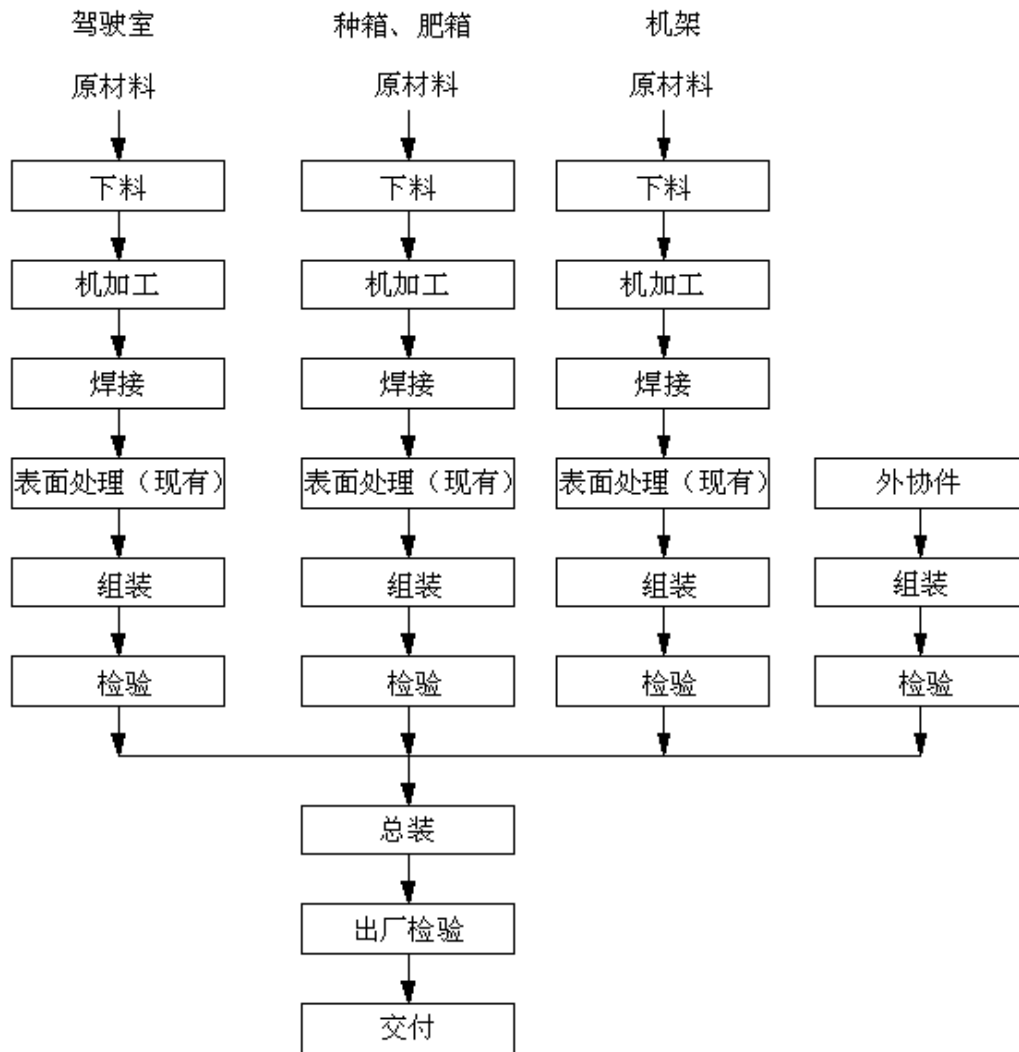 驾驶室 种箱、肥箱 机架
原材料 原材料 原材料
下料 下料 下料
机加工 机加工 机加工
焊接 焊接 焊接
表面处理（现有） 表面处理（现有） 表面处理（现有） 外协件
组装 组装 组装 组装
检验 检验 检验 检验
总装
出厂检验
交付